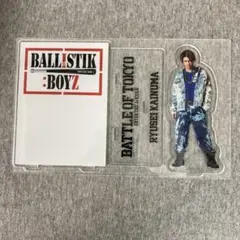 BALLISTIK
:BOYZ
BATTLE OF TOKYO
RYUSEI KAINUMA